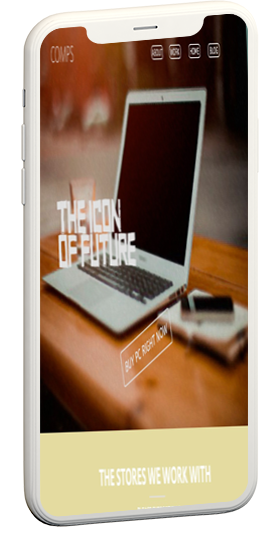 COMPS
ABOUT WORK HOME BLOG
THE ICON
OF FUTURE
BUY PC RIGHT NOW
THE STORES WE WORK WITH